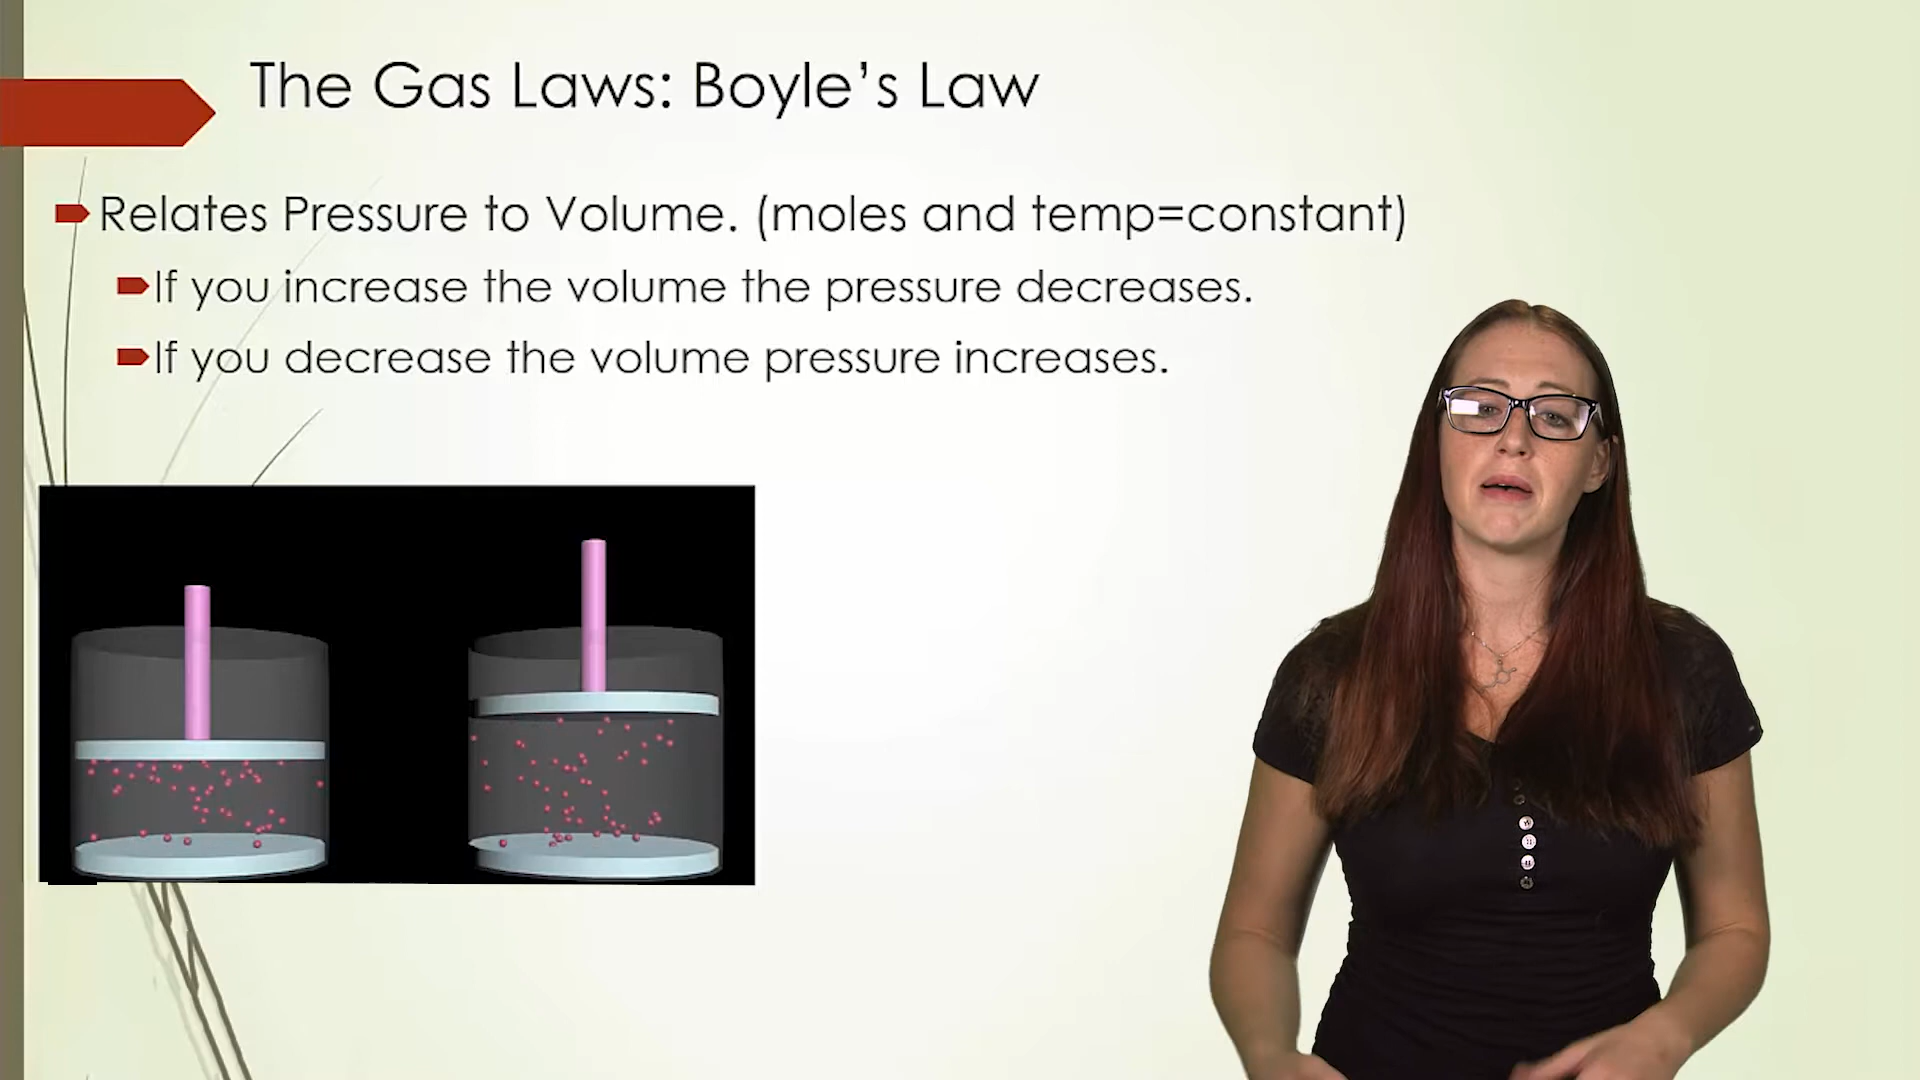 The Gas Laws: Boyle’s Law
Relates Pressure to Volume. (moles and temp=constant)
If you increase the volume the pressure decreases.
If you decrease the volume pressure increases.